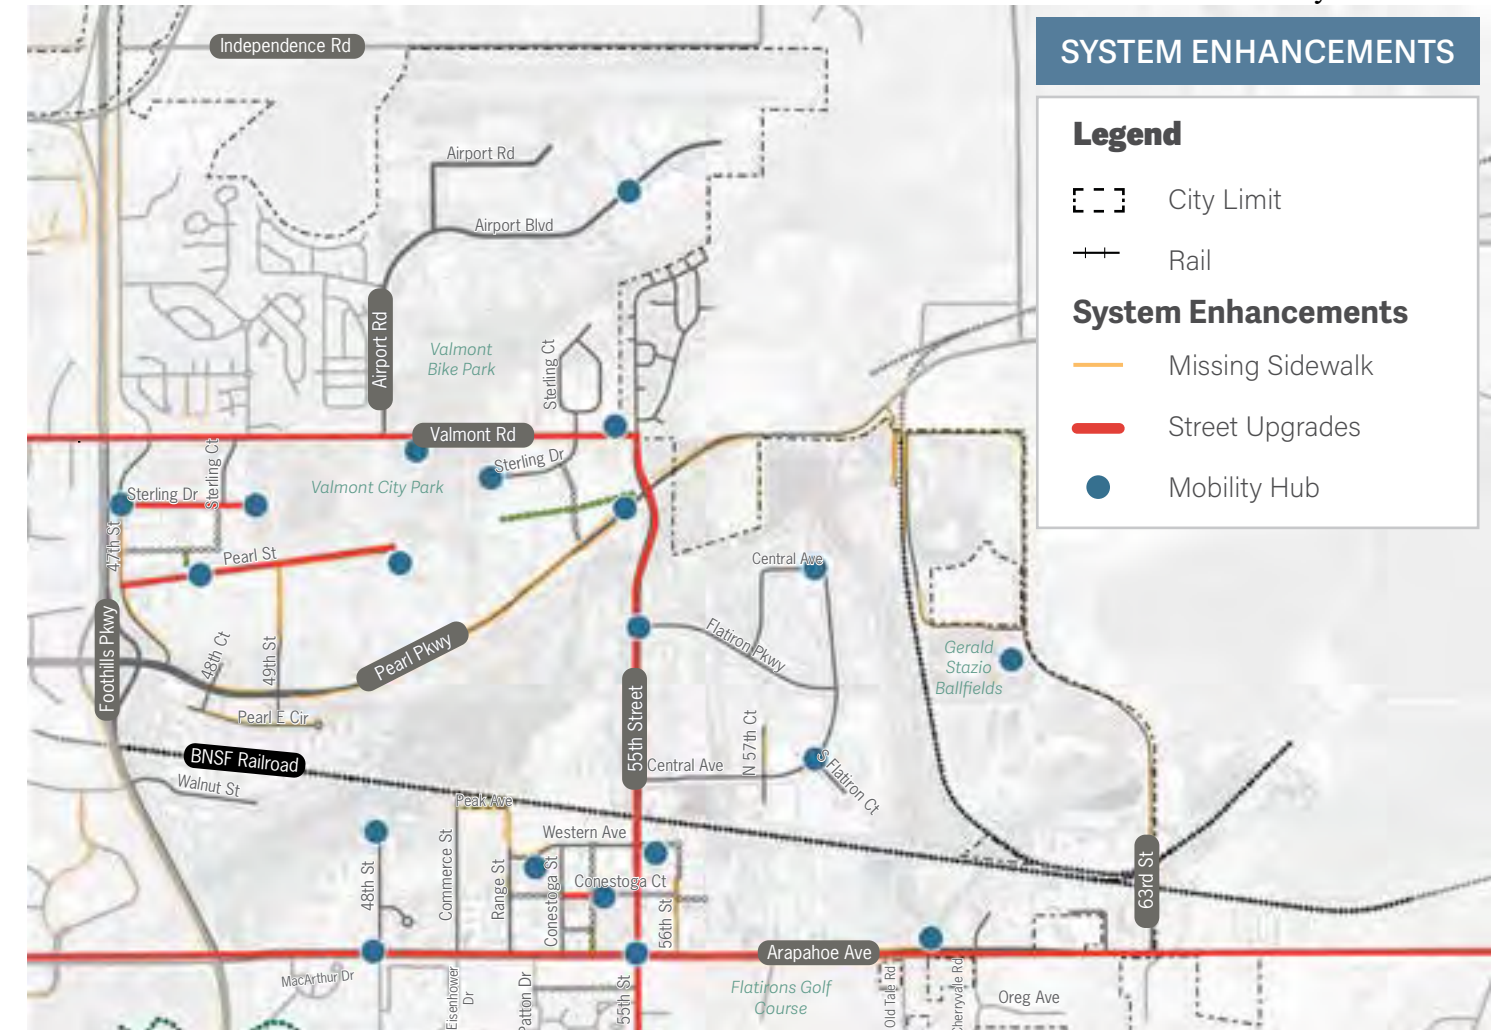 Independence Rd
SYSTEM ENHANCEMENTS
Legend
City Limit
Rail
System Enhancements
Missing Sidewalk
Street Upgrades
Mobility Hub
Airport Rd
Airport Blvd
Airport Rd
Valmont
Bike Park
Sterling Ct
Valmont Rd
Sterling Ct
Sterling Dr
Valmont City Park
Sterling Dr
47th St
Pearl St
Central Ave
Foothills Pkwy
48th Ct
49th St
Pearl Pkwy
Flatiron Pkwy
Gerald
Stazio
Ballfields
Pearl E Cir
55th Street
N 57th Ct
BNSF Railroad
Central Ave
S Flatiron Ct
Walnut St
Peak Ave
Western Ave
48th St
Commerce St
Range St
Conestoga St
Conestoga Ct
56th St
63rd St
Arapahoe Ave
MacArthur Dr
Eisenhower
Dr
Patton Dr
55th St
Flatirons Golf
Course
Old Tale Rd
Cherryvale Rd
Oreg Ave